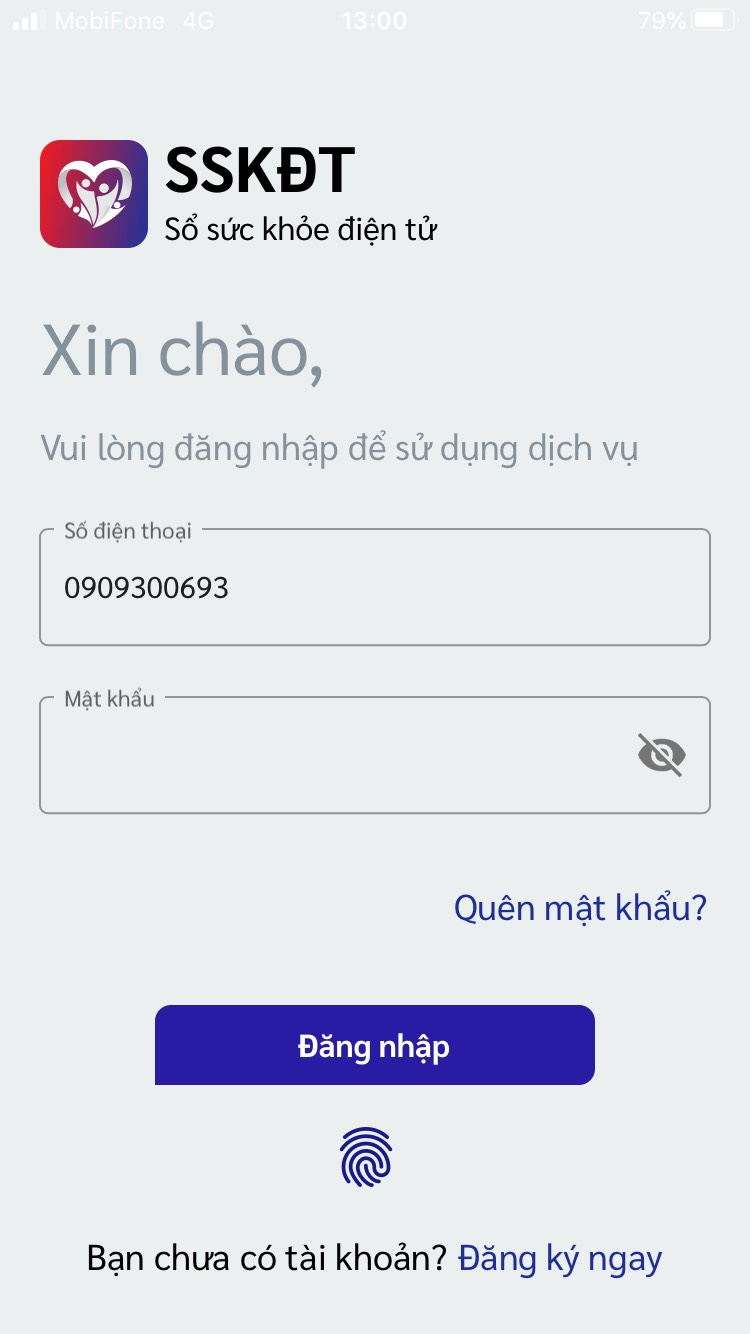 MobiFone 4G 13:00 79%
SSKĐT
Sổ sức khỏe điện tử
Xin chào,
Vui lòng đăng nhập để sử dụng dịch vụ
Số điện thoại
0909300693
Mật khẩu
Quên mật khẩu?
Đăng nhập
Bạn chưa có tài khoản? Đăng ký ngay